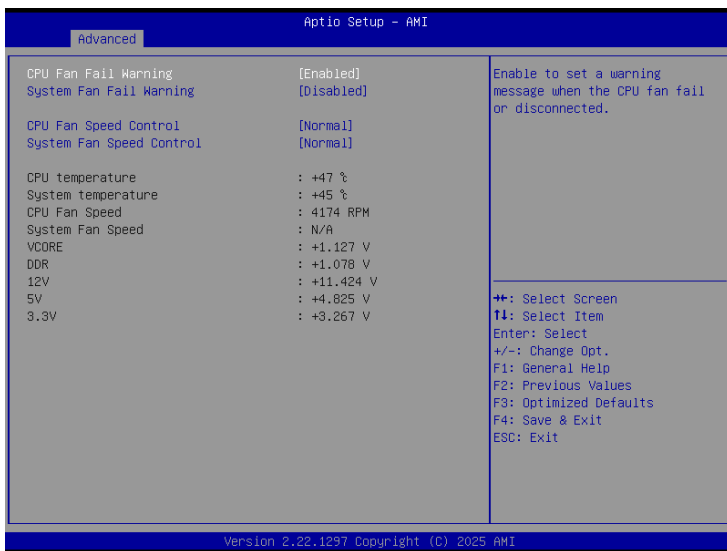 Aptio Setup - AMI
Advanced
CPU Fan Fail Warning [Enabled]
System Fan Fail Warning [Disabled]
CPU Fan Speed Control [Normal]
System Fan Speed Control [Normal]
CPU temperature : +47 ℃
System temperature : +45 ℃
CPU Fan Speed : 4174 RPM
System Fan Speed : N/A
VCORE : +1.127 V
DDR : +1.078 V
12V : +11.424 V
5V : +4.825 V
3.3V : +3.267 V
Enable to set a warning
message when the CPU fan fail
or disconnected.
→←: Select Screen
↑↓: Select Item
Enter: Select
+/-: Change Opt.
F1: General Help
F2: Previous Values
F3: Optimized Defaults
F4: Save & Exit
ESC: Exit
Version 2.22.1297 Copyright (C) 2025 AMI